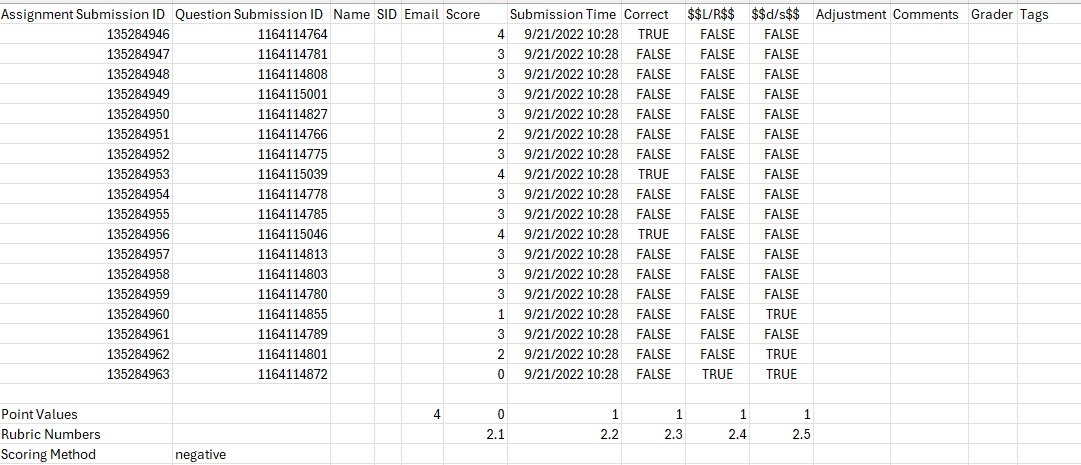 Assignment Submission ID Question Submission ID Name SID Email Score Submission Time Correct $$L/R$$ $$d/s$$ Adjustment Comments Grader Tags
135284946 1164114764 4 9/21/2022 10:28 TRUE FALSE FALSE
135284947 1164114781 3 9/21/2022 10:28 FALSE FALSE FALSE
135284948 1164114808 3 9/21/2022 10:28 FALSE FALSE FALSE
135284949 1164115001 3 9/21/2022 10:28 FALSE FALSE FALSE
135284950 1164114827 3 9/21/2022 10:28 FALSE FALSE FALSE
135284951 1164114766 2 9/21/2022 10:28 FALSE FALSE FALSE
135284952 1164114775 3 9/21/2022 10:28 FALSE FALSE FALSE
135284953 1164115039 4 9/21/2022 10:28 TRUE FALSE FALSE
135284954 1164114778 3 9/21/2022 10:28 FALSE FALSE FALSE
135284955 1164114785 3 9/21/2022 10:28 FALSE FALSE FALSE
135284956 1164115046 4 9/21/2022 10:28 TRUE FALSE FALSE
135284957 1164114813 3 9/21/2022 10:28 FALSE FALSE FALSE
135284958 1164114803 3 9/21/2022 10:28 FALSE FALSE FALSE
135284959 1164114780 3 9/21/2022 10:28 FALSE FALSE FALSE
135284960 1164114855 1 9/21/2022 10:28 FALSE FALSE TRUE
135284961 1164114789 3 9/21/2022 10:28 FALSE FALSE FALSE
135284962 1164114801 2 9/21/2022 10:28 FALSE FALSE TRUE
135284963 1164114872 0 9/21/2022 10:28 FALSE TRUE TRUE
Point Values 4 0 1 1 1 1
Rubric Numbers 2.1 2.2 2.3 2.4 2.5
Scoring Method negative